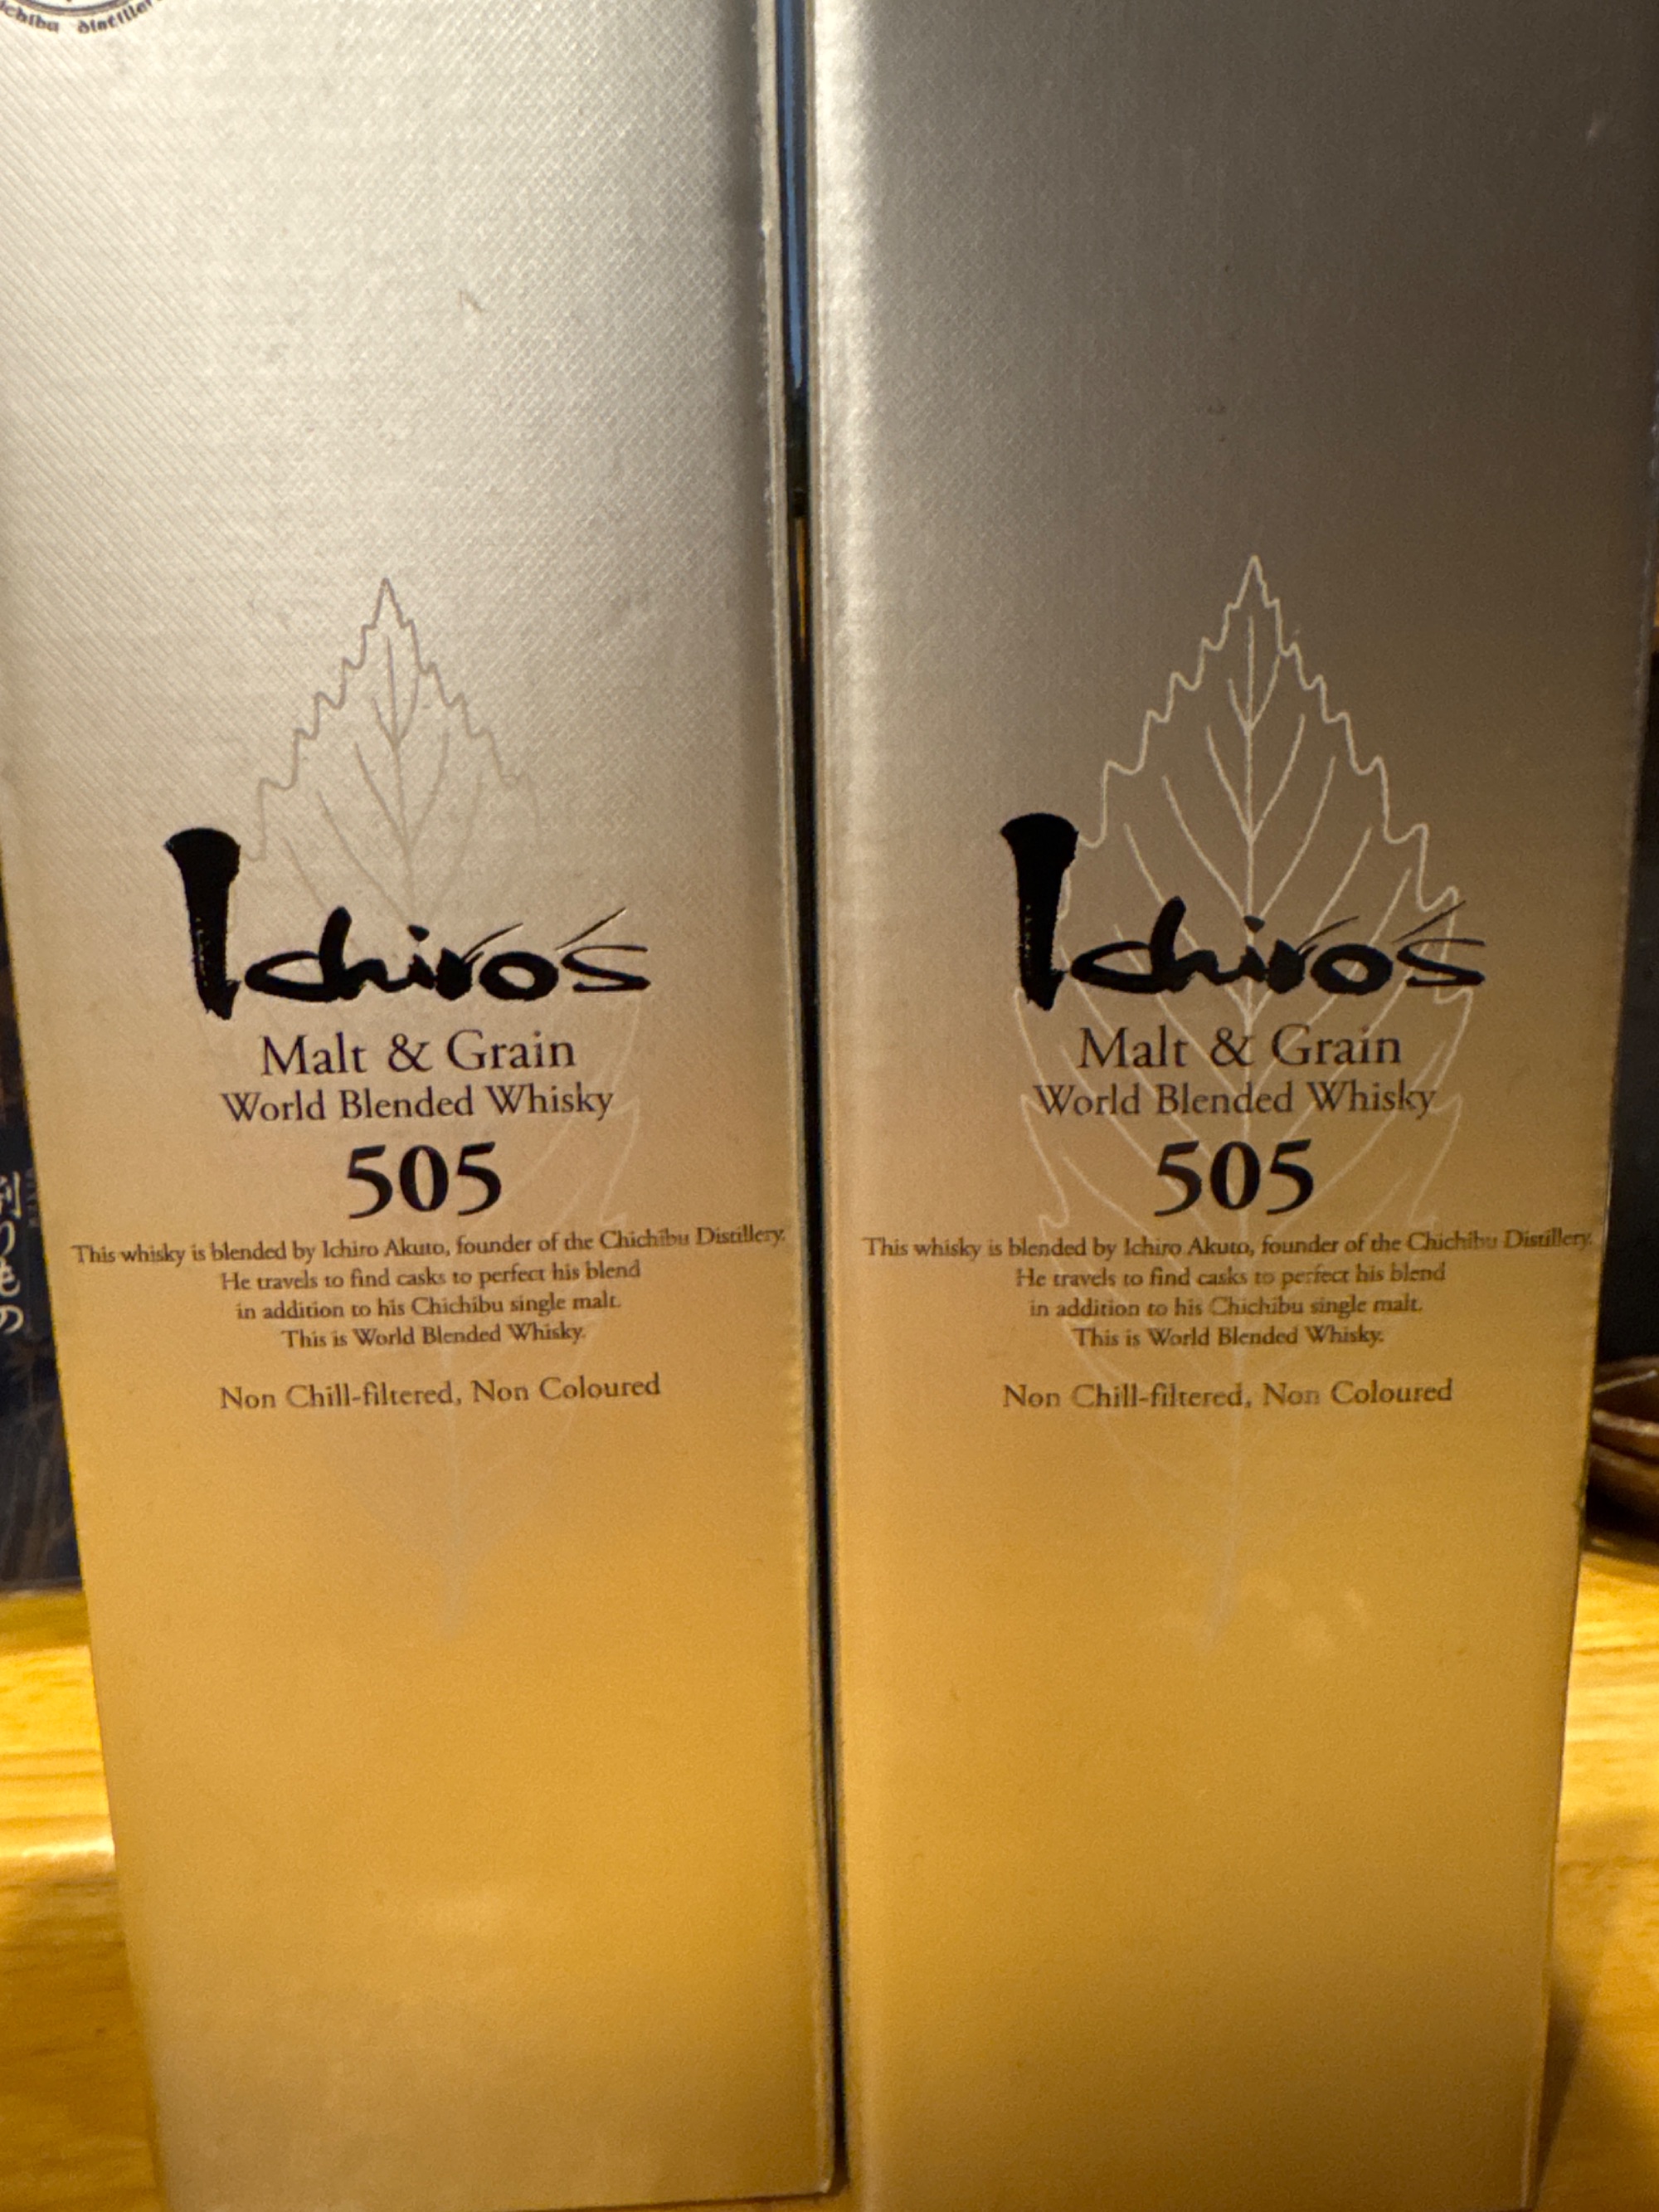 Ichiro's
Malt & Grain
World Blended Whisky
505
This whisky is blended by Ichiro Akuto, founder of the Chichibu Distillery.
He travels to find casks to perfect his blend
in addition to his Chichibu single malt.
This is World Blended Whisky.
Non Chill-filtered, Non Coloured
Ichiro's
Malt & Grain
World Blended Whisky
505
This whisky is blended by Ichiro Akuto, founder of the Chichibu Distillery.
He travels to find casks to perfect his blend
in addition to his Chichibu single malt.
This is World Blended Whisky.
Non Chill-filtered, Non Coloured